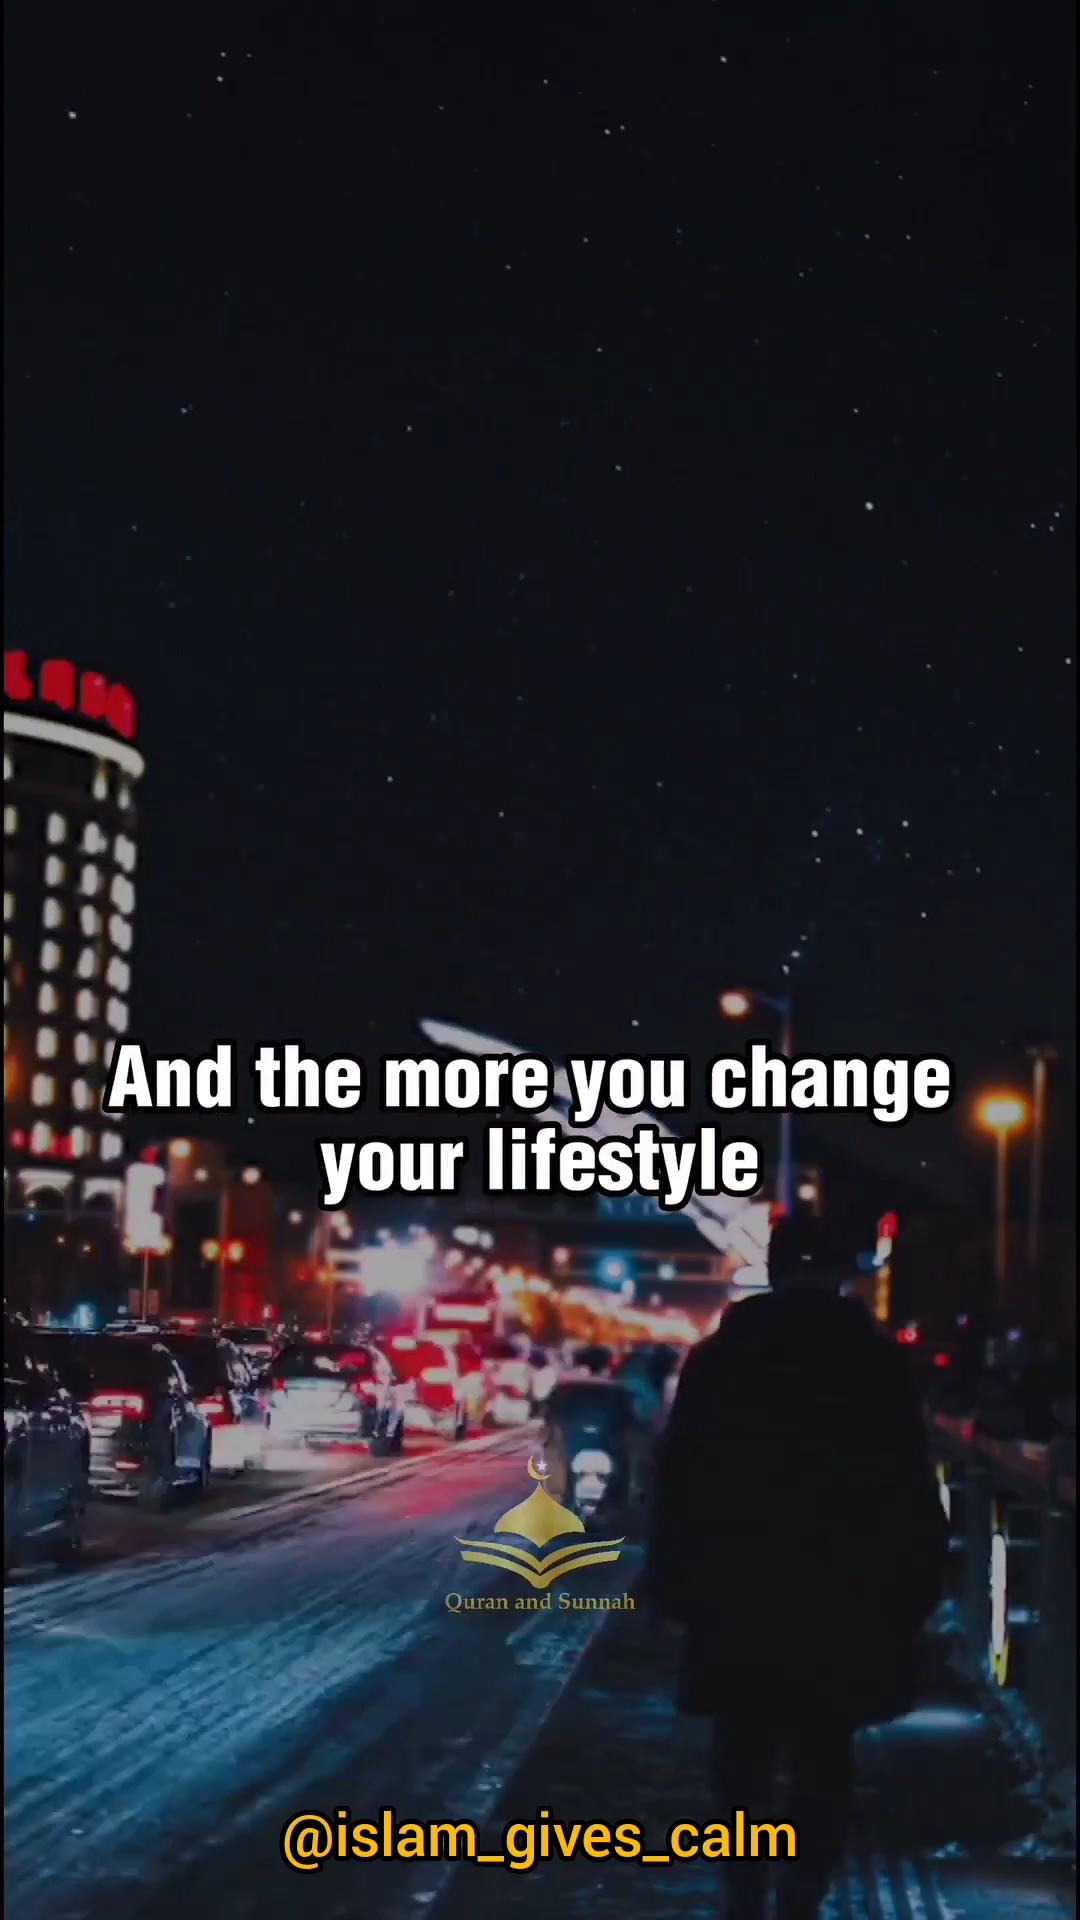 And the more you change
your lifestyle
Quran and Sunnah
@islam_gives_calm